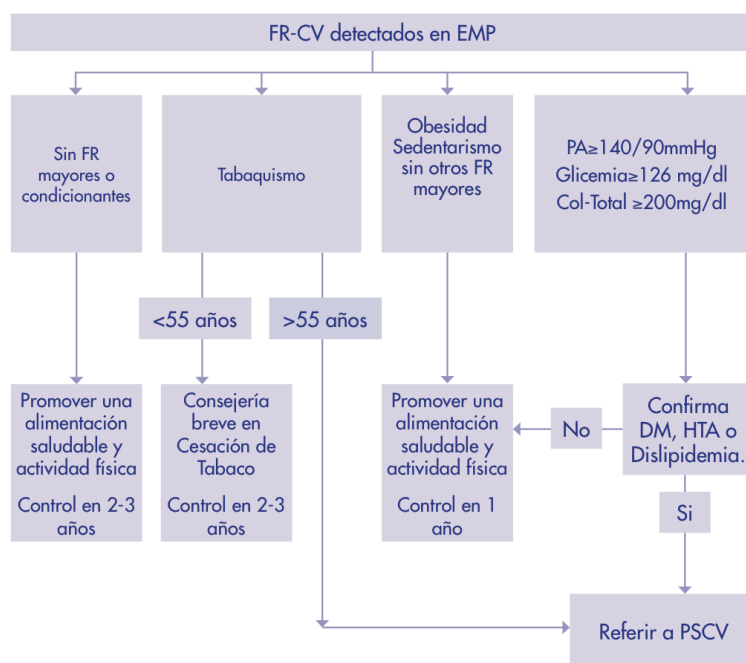 FR-CV detectados en EMP
Sin FR
mayores o
condicionantes
Tabaquismo
Obesidad
Sedentarismo
sin otros FR
mayores
PA≥140/90mmHg
Glicemia≥126 mg/dl
Col-Total ≥200mg/dl
<55 años
>55 años
Promover una
alimentación
saludable y
actividad física
Control en 2-3
años
Consejería
breve en
Cesación de
Tabaco
Control en 2-3
años
Promover una
alimentación
saludable y
actividad física
Control en 1
año
No
Confirma
DM, HTA o
Dislipidemia.
Si
Referir a PSCV